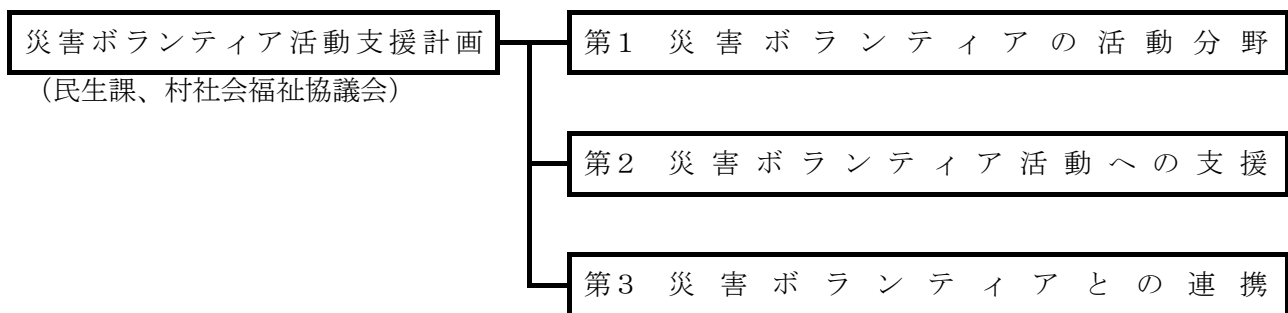 災害ボランティア活動支援計画
（民生課、村社会福祉協議会）
第1　災害ボランティアの活動分野
第2　災害ボランティア活動への支援
第3　災害ボランティアとの連携